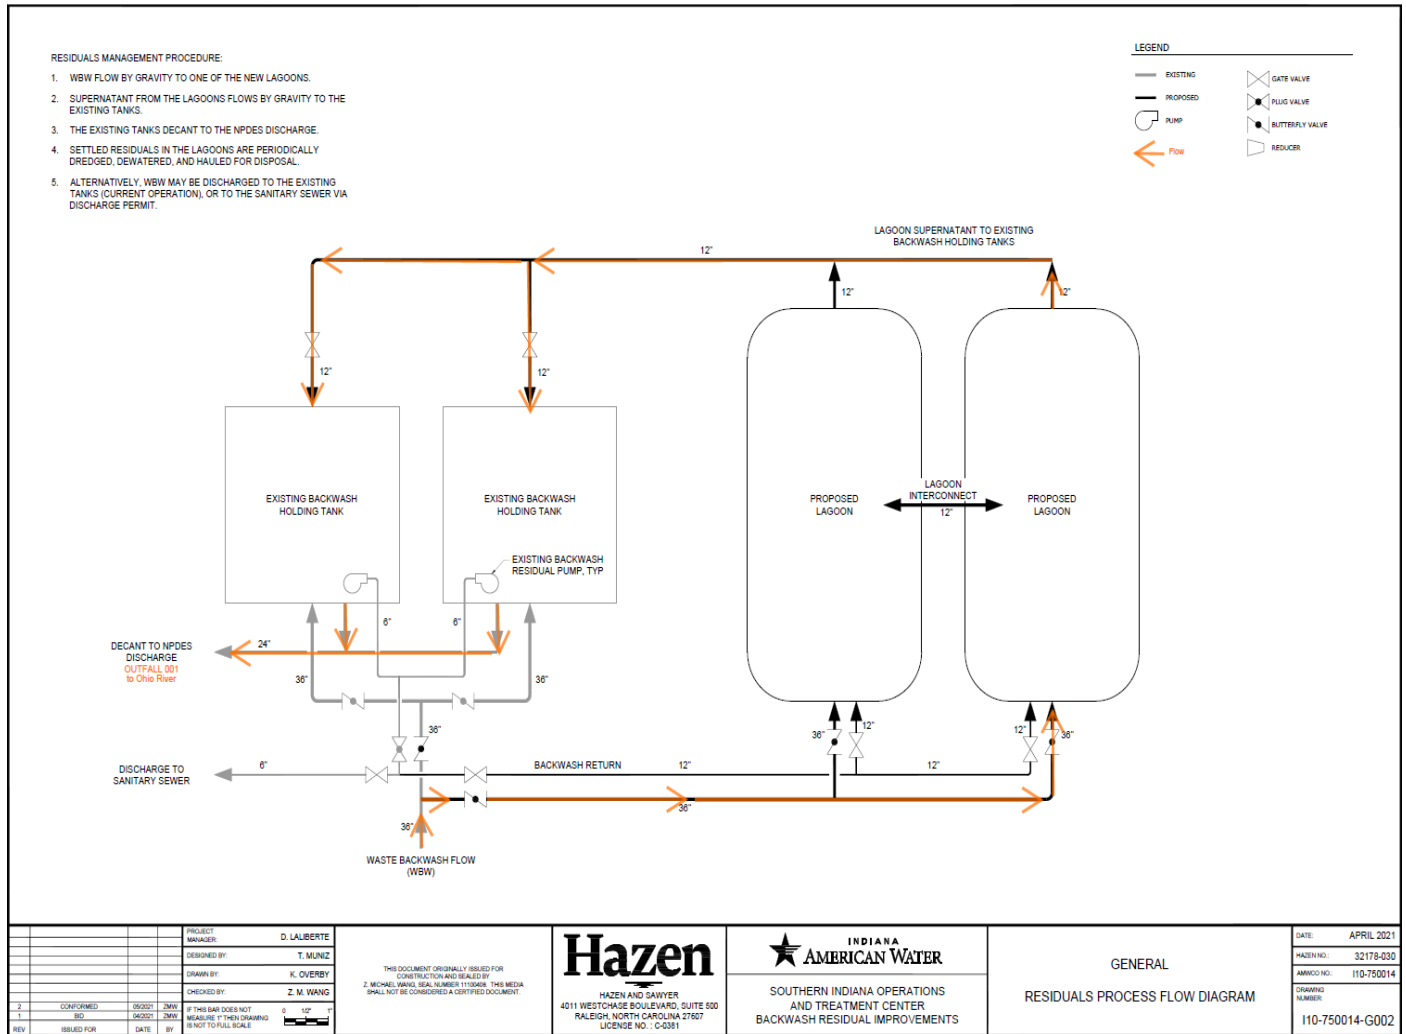 RESIDUALS MANAGEMENT PROCEDURE:
1. WBW FLOW BY GRAVITY TO ONE OF THE NEW LAGOONS.
2. SUPERNATANT FROM THE LAGOONS FLOWS BY GRAVITY TO THE
EXISTING TANKS.
3. THE EXISTING TANKS DECANT TO THE NPDES DISCHARGE.
4. SETTLED RESIDUALS IN THE LAGOONS ARE PERIODICALLY
DREDGED, DEWATERED, AND HAULED FOR DISPOSAL.
5. ALTERNATIVELY, WBW MAY BE DISCHARGED TO THE EXISTING
TANKS (CURRENT OPERATION), OR TO THE SANITARY SEWER VIA
DISCHARGE PERMIT.
LEGEND
EXISTING
GATE VALVE
PROPOSED
PLUG VALVE
PUMP
BUTTERFLY VALVE
Flow
REDUCER
LAGOON SUPERNATANT TO EXISTING
BACKWASH HOLDING TANKS
12"
12"
12"
12"
12"
EXISTING BACKWASH
HOLDING TANK
EXISTING BACKWASH
HOLDING TANK
PROPOSED
LAGOON
LAGOON
INTERCONNECT
12"
PROPOSED
LAGOON
EXISTING BACKWASH
RESIDUAL PUMP, TYP
6"
6"
DECANT TO NPDES
DISCHARGE
OUTFALL 001
to Ohio River
24"
36"
36"
36"
36"
12"
12"
36"
DISCHARGE TO
SANITARY SEWER
6"
BACKWASH RETURN
12"
12"
36"
36"
WASTE BACKWASH FLOW
(WBW)
2 CONFORMED 05/2021 ZMW
1 BID 04/2021 ZMW
REV ISSUED FOR DATE BY
PROJECT
MANAGER: D. LALIBERTE
DESIGNED BY: T. MUNIZ
DRAWN BY: K. OVERBY
CHECKED BY: Z. M. WANG
IF THIS BAR DOES NOT
MEASURE 1" THEN DRAWING
IS NOT TO FULL SCALE
0 1/2" 1"
THIS DOCUMENT ORIGINALLY ISSUED FOR
CONSTRUCTION AND SEALED BY
Z. MICHAEL WANG, SEAL NUMBER 11100408. THIS MEDIA
SHALL NOT BE CONSIDERED A CERTIFIED DOCUMENT.
Hazen
HAZEN AND SAWYER
4011 WESTCHASE BOULEVARD, SUITE 500
RALEIGH, NORTH CAROLINA 27607
LICENSE NO. : C-0381
INDIANA
AMERICAN WATER
SOUTHERN INDIANA OPERATIONS
AND TREATMENT CENTER
BACKWASH RESIDUAL IMPROVEMENTS
GENERAL
RESIDUALS PROCESS FLOW DIAGRAM
DATE: APRIL 2021
HAZEN NO.: 32178-030
AMWCO NO.: I10-750014
DRAWING
NUMBER:
I10-750014-G002